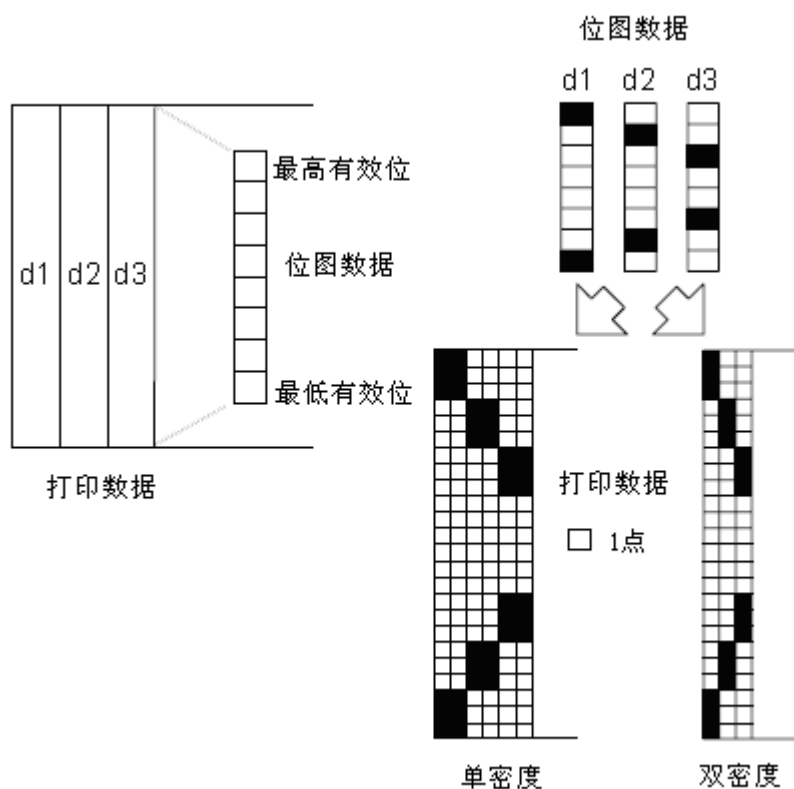 位图数据
d1 d2 d3
最高有效位
d1 d2 d3
位图数据
最低有效位
打印数据
打印数据
1点
单密度
双密度